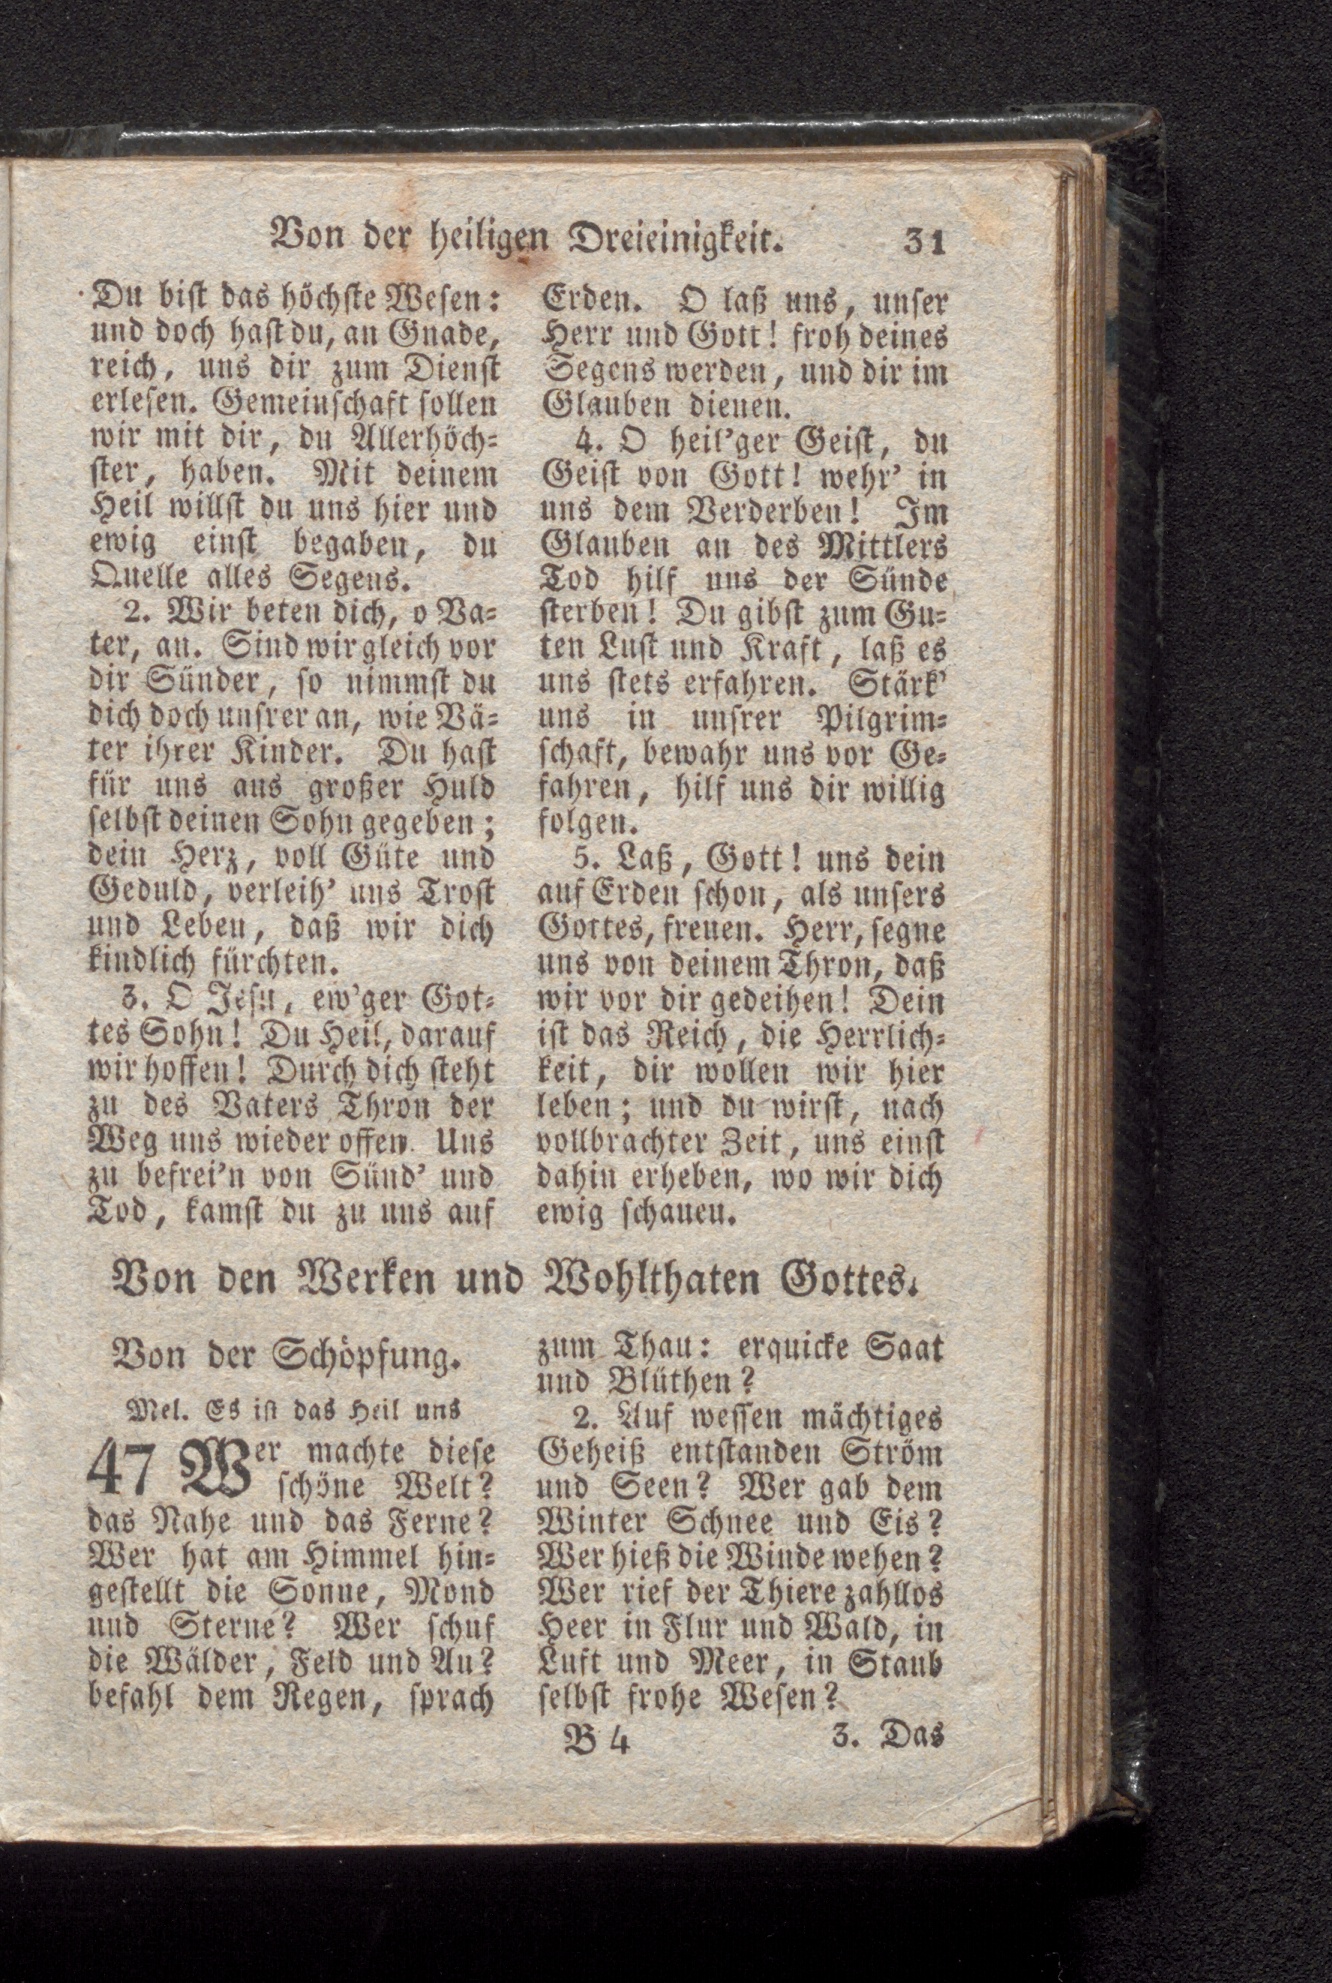 Von der heiligen Dreieinigkeit. 31
Du bist das höchste Wesen:
und doch hast du, an Gnade,
reich, uns dir zum Dienst
erlesen. Gemeinschaft sollen
wir mit dir, du Allerhöch-
ster, haben. Mit deinem
Heil willst du uns hier und
ewig einst begaben, du
Quelle alles Segens.
2. Wir beten dich, o Va-
ter, an. Sind wir gleich vor
dir Sünder, so nimmst du
dich doch unsrer an, wie Vä-
ter ihrer Kinder. Du hast
für uns aus großer Huld
selbst deinen Sohn gegeben;
dein Herz, voll Güte und
Geduld, verleih' uns Trost
und Leben, daß wir dich
kindlich fürchten.
3. O Jesu, ew'ger Got-
tes Sohn! Du Heil, darauf
wir hoffen! Durch dich steht
zu des Vaters Thron der
Weg uns wieder offen. Uns
zu befrei'n von Sünd' und
Tod, kamst du zu uns auf
Erden. O laß uns, unser
Herr und Gott! froh deines
Segens werden, und dir im
Glauben dienen.
4. O heil'ger Geist, du
Geist von Gott! wehr' in
uns dem Verderben! Im
Glauben an des Mittlers
Tod hilf uns der Sünde
sterben! Du gibst zum Gu-
ten Lust und Kraft, laß es
uns stets erfahren. Stärk'
uns in unsrer Pilgrim-
schaft, bewahr uns vor Ge-
fahren, hilf uns dir willig
folgen.
5. Laß, Gott! uns dein
auf Erden schon, als unsers
Gottes, freuen. Herr, segne
uns von deinem Thron, daß
wir vor dir gedeihen! Dein
ist das Reich, die Herrlich-
keit, dir wollen wir hier
leben; und du wirst, nach
vollbrachter Zeit, uns einst
dahin erheben, wo wir dich
ewig schauen.
Von den Werken und Wohlthaten Gottes.
Von der Schöpfung.
Mel. Es ist das Heil uns
47 Wer machte diese
schöne Welt?
das Nahe und das Ferne?
Wer hat am Himmel hin-
gestellt die Sonne, Mond
und Sterne? Wer schuf
die Wälder, Feld und Au?
befahl dem Regen, sprach
zum Thau: erquicke Saat
und Blüthen?
2. Auf wessen mächtiges
Geheiß entstanden Ström
und Seen? Wer gab dem
Winter Schnee und Eis?
Wer hieß die Winde wehen?
Wer rief der Thiere zahllos
Heer in Flur und Wald, in
Luft und Meer, in Staub
selbst frohe Wesen?
B 4 3. Das